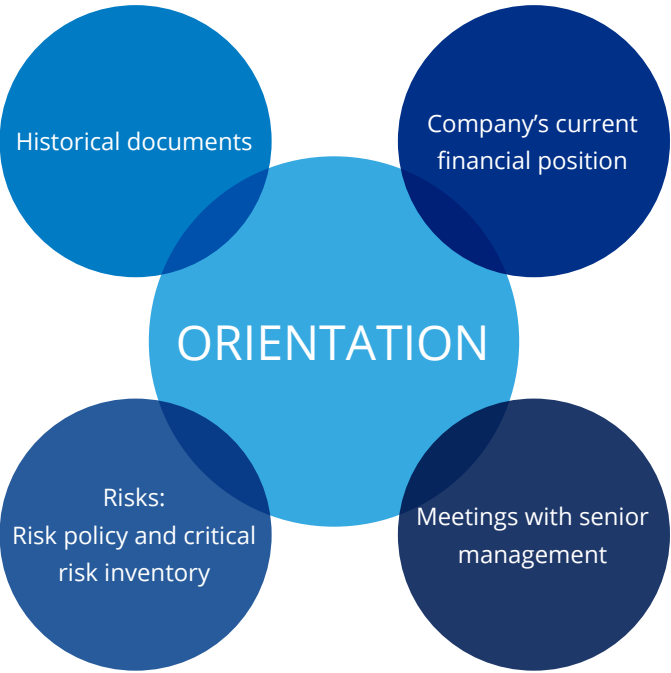 Historical documents
Company’s current
financial position
ORIENTATION
Risks:
Risk policy and critical
risk inventory
Meetings with senior
management